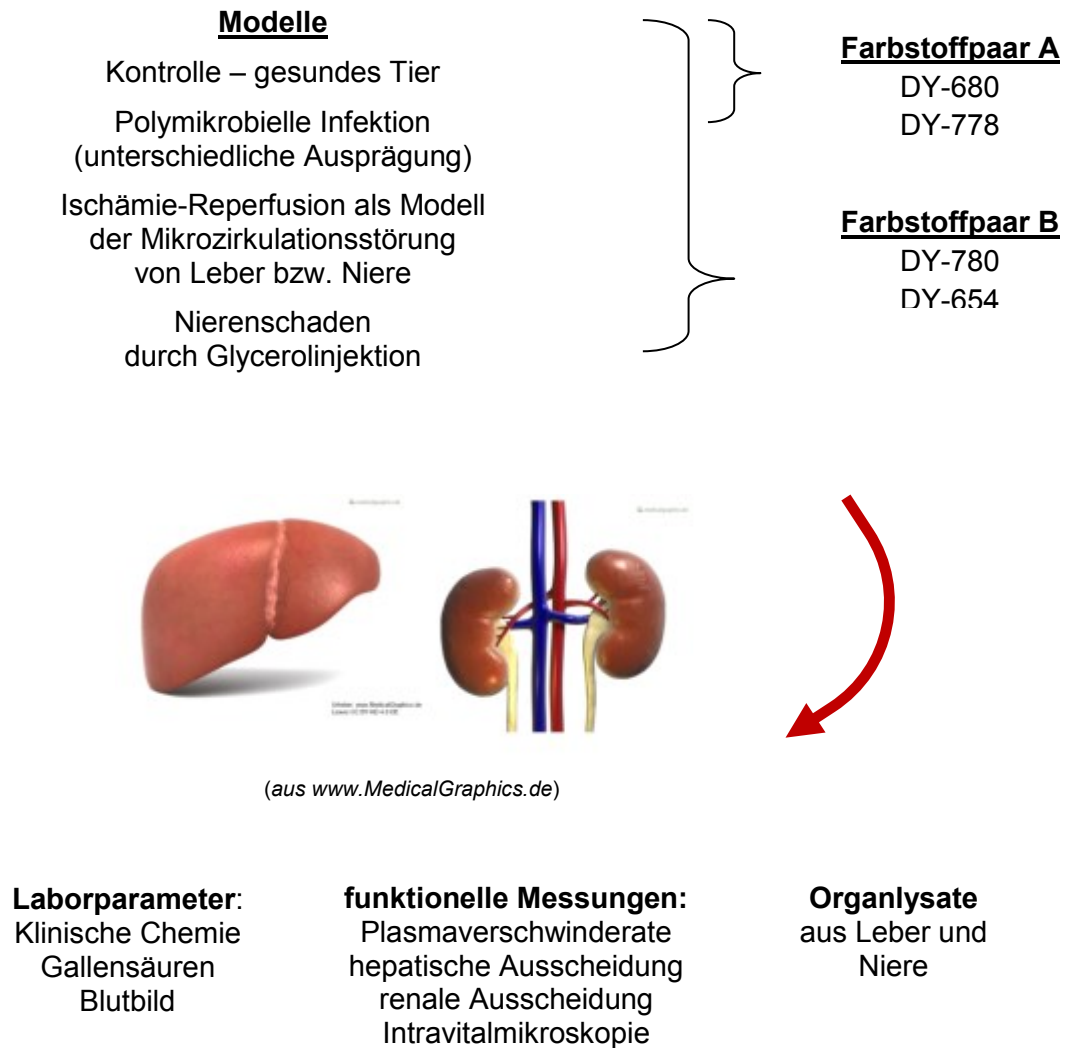 Modelle
Kontrolle – gesundes Tier
Polymikrobielle Infektion
(unterschiedliche Ausprägung)
Ischämie-Reperfusion als Modell
der Mikrozirkulationsstörung
von Leber bzw. Niere
Nierenschaden
durch Glycerolinjektion
Farbstoffpaar A
DY-680
DY-778
Farbstoffpaar B
DY-780
DY-654
(aus www.MedicalGraphics.de)
Laborparameter:
Klinische Chemie
Gallensäuren
Blutbild
funktionelle Messungen:
Plasmaverschwinderate
hepatische Ausscheidung
renale Ausscheidung
Intravitalmikroskopie
Organlysate
aus Leber und
Niere